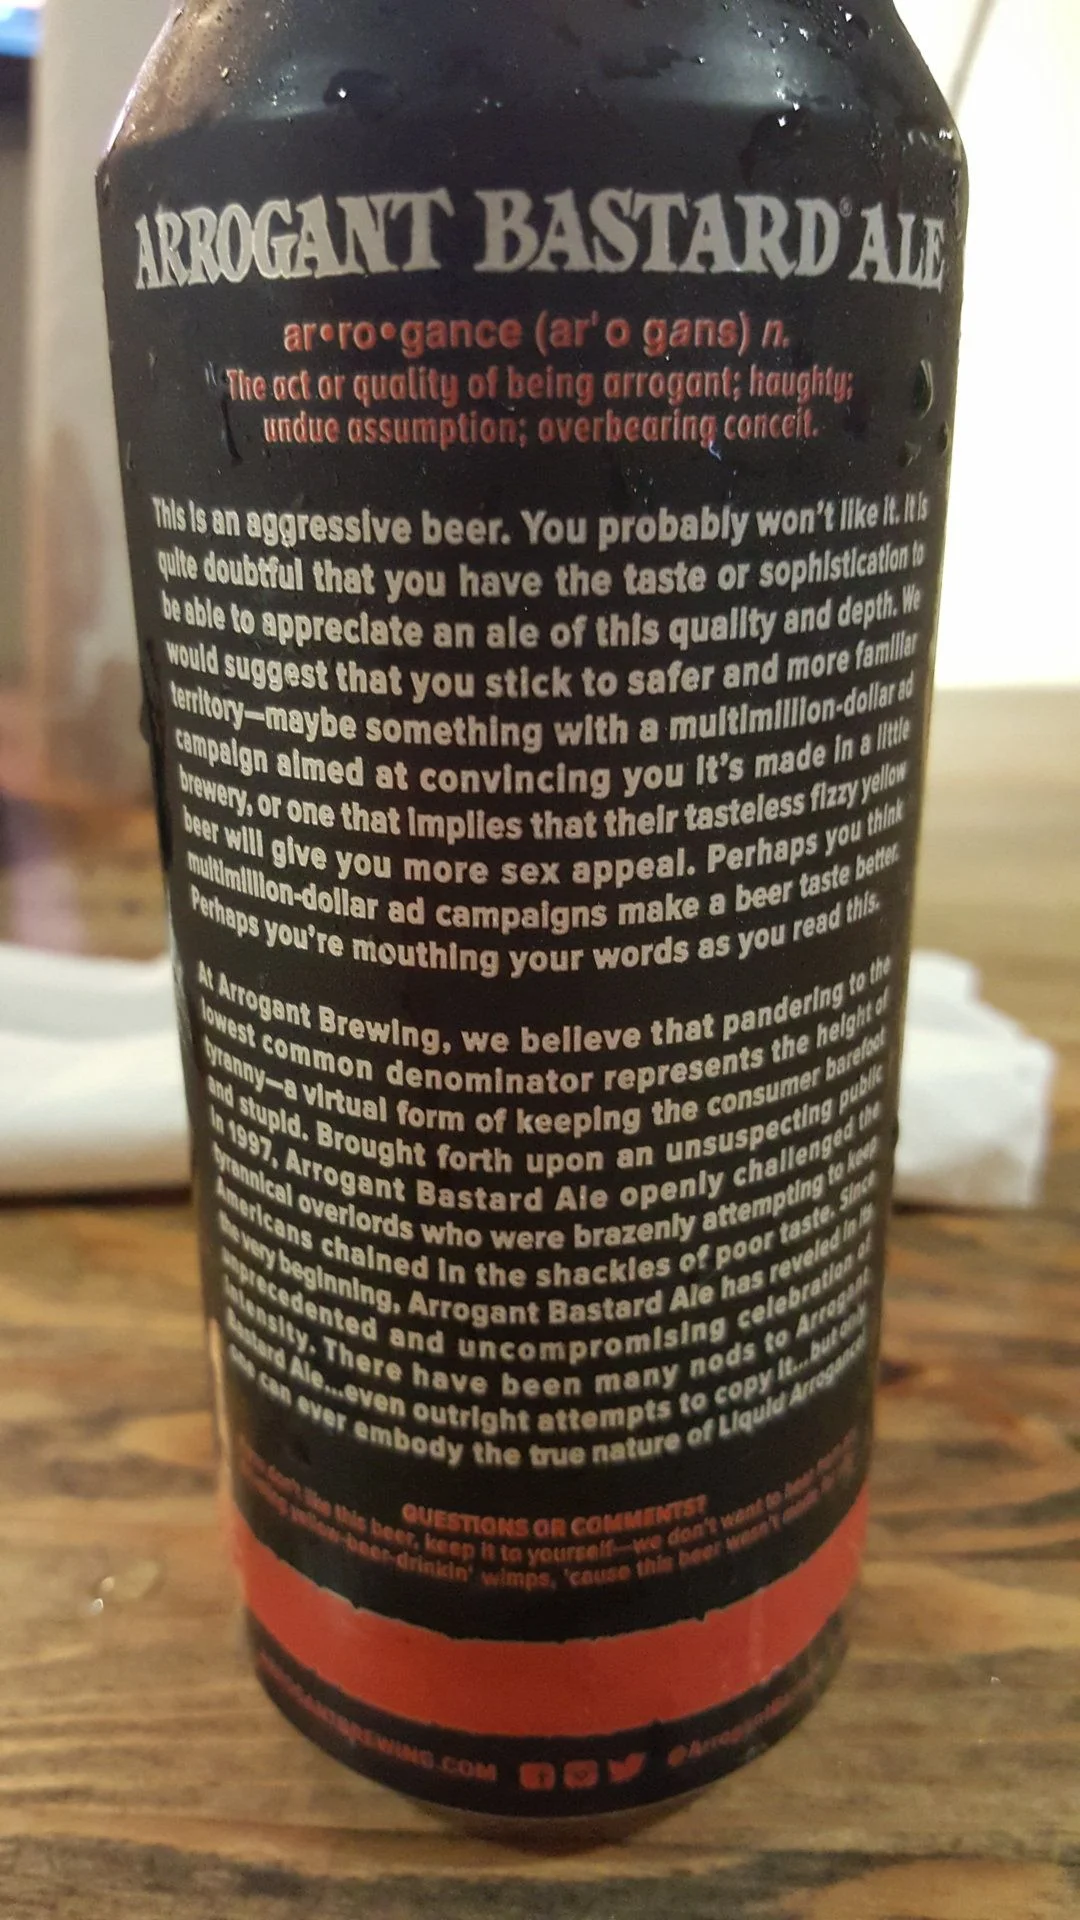 ARROGANT BASTARD® ALE
ar•ro•gance (ar' o gans) n.
The act or quality of being arrogant; haughty;
undue assumption; overbearing conceit.
This is an aggressive beer. You probably won't like it. It is
quite doubtful that you have the taste or sophistication to
be able to appreciate an ale of this quality and depth. We
would suggest that you stick to safer and more familiar
territory—maybe something with a multimillion-dollar ad
campaign aimed at convincing you it's made in a little
brewery, or one that implies that their tasteless fizzy yellow
beer will give you more sex appeal. Perhaps you think
multimillion-dollar ad campaigns make a beer taste better.
Perhaps you're mouthing your words as you read this.
At Arrogant Brewing, we believe that pandering to the
lowest common denominator represents the height of
tyranny—a virtual form of keeping the consumer barefoot
and stupid. Brought forth upon an unsuspecting public
in 1997, Arrogant Bastard Ale openly challenged the
tyrannical overlords who were brazenly attempting to keep
Americans chained in the shackles of poor taste. Since
the very beginning, Arrogant Bastard Ale has reveled in its
unprecedented and uncompromising celebration of
intensity. There have been many nods to Arrogant
Bastard Ale...even outright attempts to copy it...but only
one can ever embody the true nature of Liquid Arrogance!
QUESTIONS OR COMMENTS?
don't like this beer, keep it to yourself—we don't want to hear
yellow-beer-drinkin' wimps, 'cause this beer wasn't made
BREWING.COM